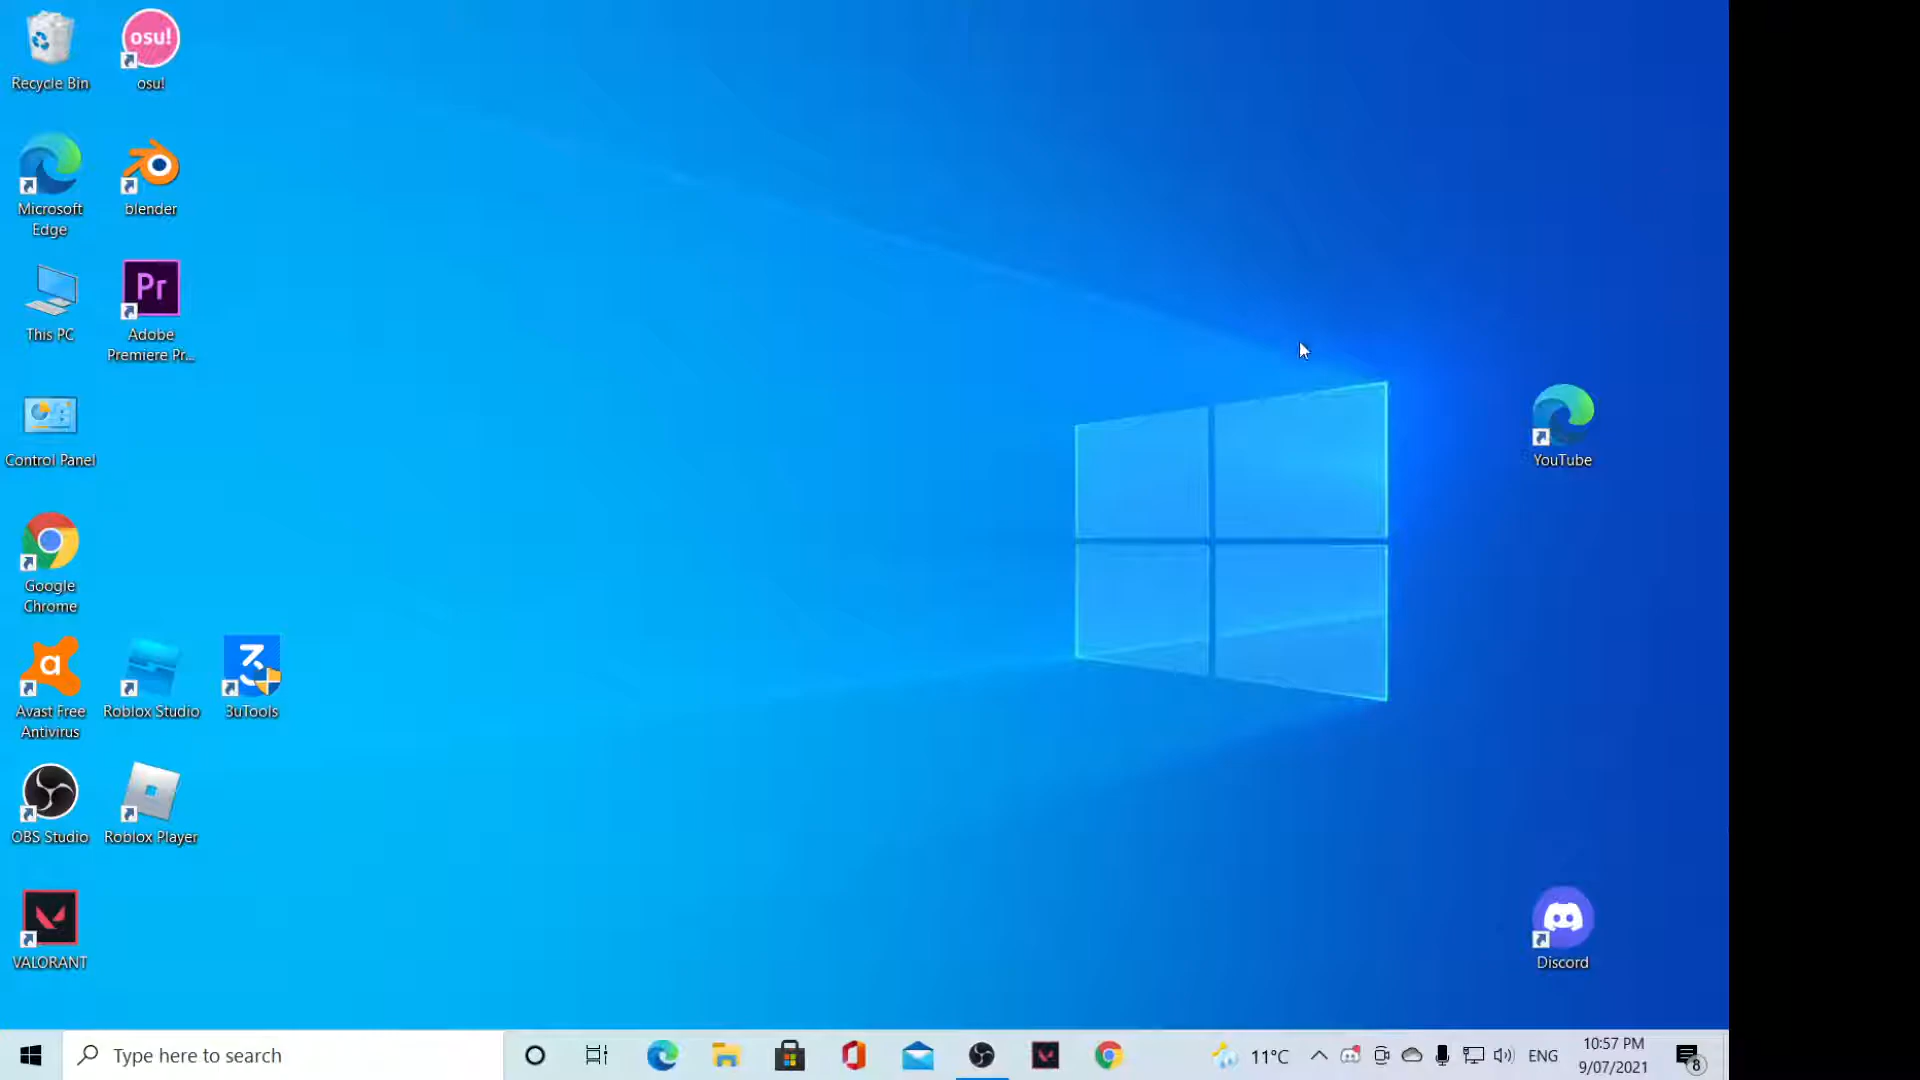 Recycle Bin
osu!
osu!
Microsoft
Edge
blender
This PC
Pr
Adobe
Premiere Pr...
Control Panel
YouTube
Google
Chrome
a
Avast Free
Antivirus
Roblox Studio
3uTools
OBS Studio
Roblox Player
VALORANT
Discord
Type here to search
11°C
ENG
10:57 PM
9/07/2021
8